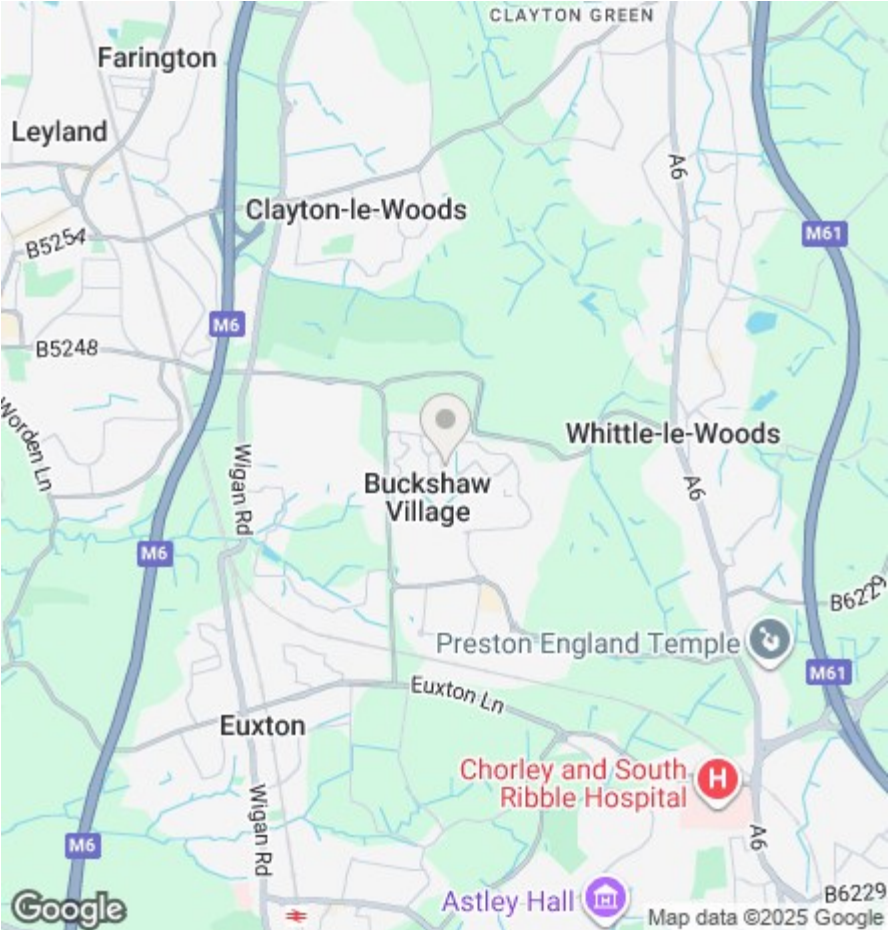 CLAYTON GREEN
Farington
Leyland
A6
Clayton-le-Woods
B5254
M61
M6
B5248
Worden Ln
Whittle-le-Woods
Wigan Rd
Buckshaw
Village
A6
M6
B6229
Preston England Temple
M61
Euxton Ln
Euxton
Chorley and South
Ribble Hospital
H
Wigan Rd
A6
M6
B6229
Astley Hall
Google
Map data ©2025 Google